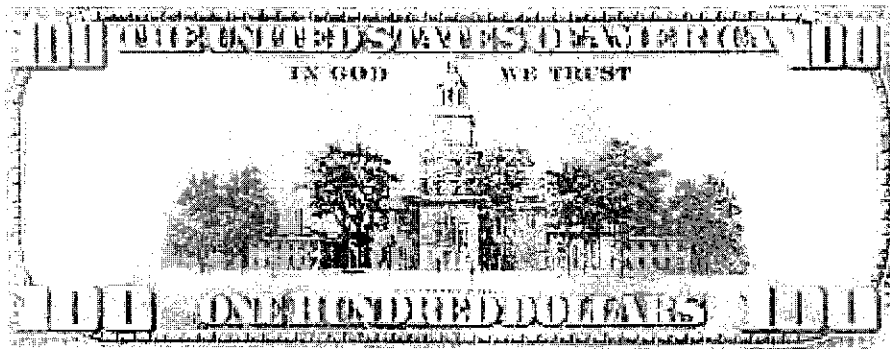 THE UNITED STATES OF AMERICA
IN GOD WE TRUST
ONE HUNDRED DOLLARS